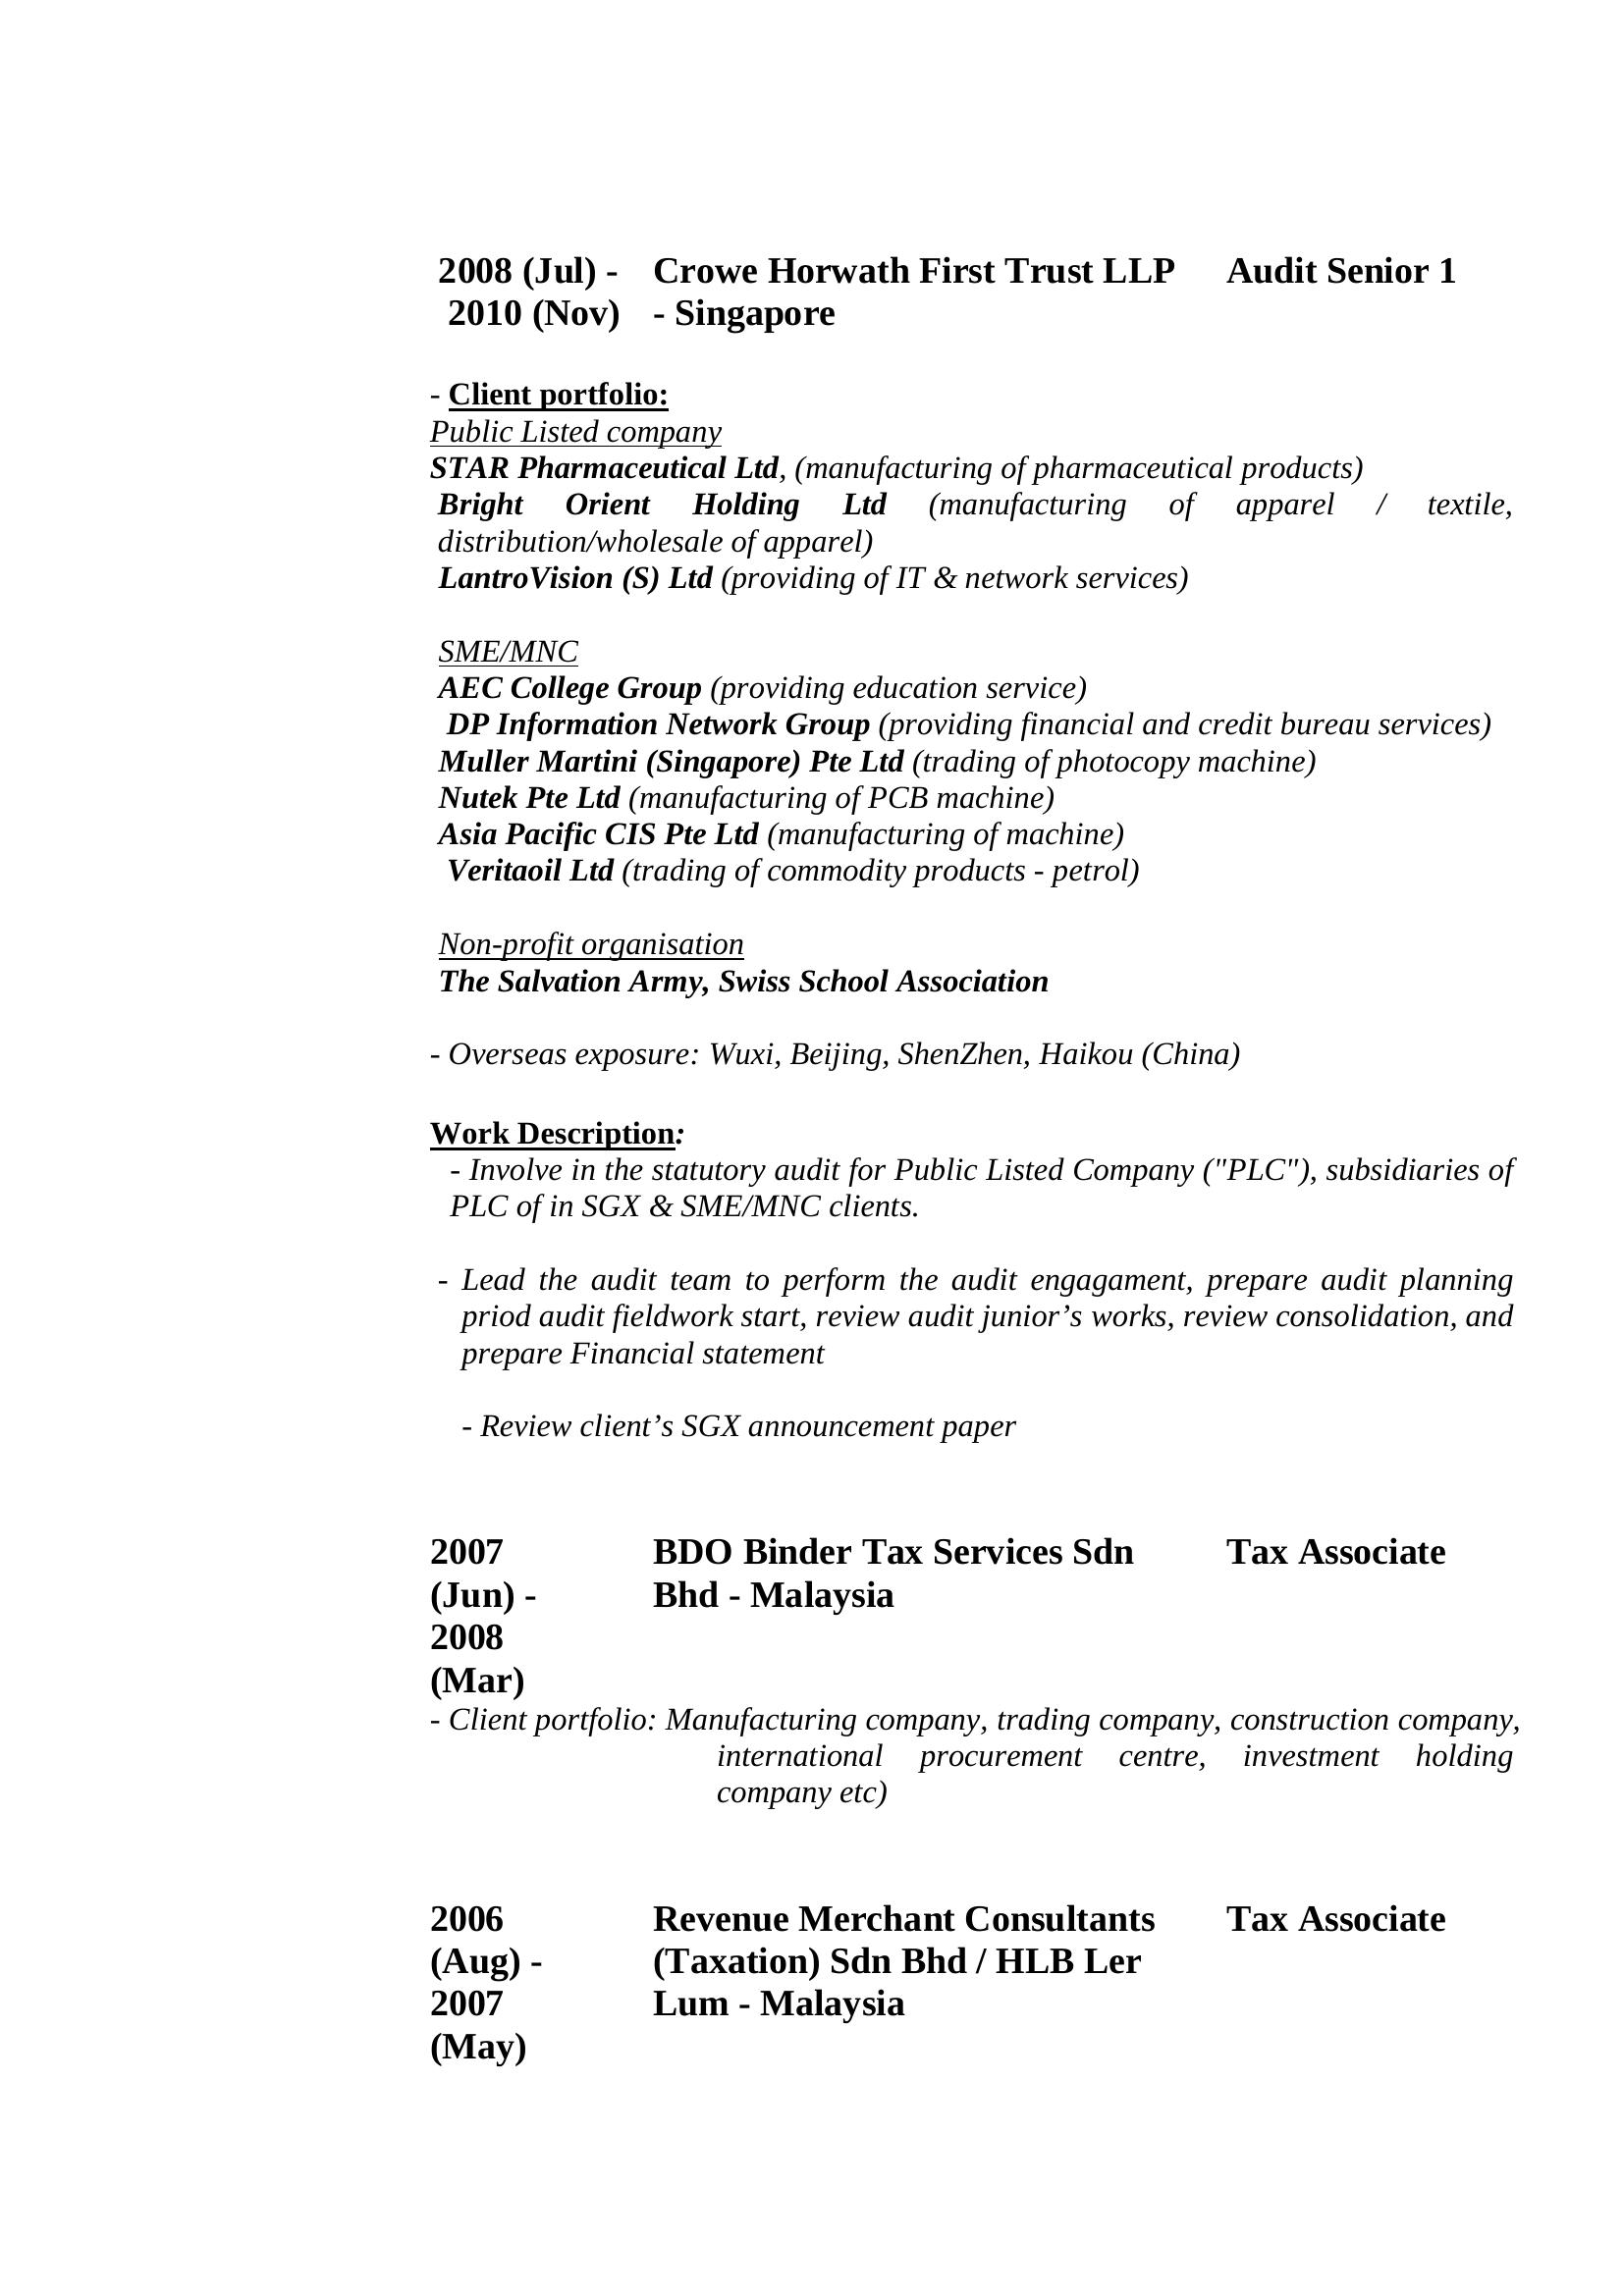 2008 (Jul) - Crowe Horwath First Trust LLP Audit Senior 1
2010 (Nov) - Singapore
- Client portfolio:
Public Listed company
STAR Pharmaceutical Ltd, (manufacturing of pharmaceutical products)
Bright Orient Holding Ltd (manufacturing of apparel / textile,
distribution/wholesale of apparel)
LantroVision (S) Ltd (providing of IT & network services)
SME/MNC
AEC College Group (providing education service)
DP Information Network Group (providing financial and credit bureau services)
Muller Martini (Singapore) Pte Ltd (trading of photocopy machine)
Nutek Pte Ltd (manufacturing of PCB machine)
Asia Pacific CIS Pte Ltd (manufacturing of machine)
Veritaoil Ltd (trading of commodity products - petrol)
Non-profit organisation
The Salvation Army, Swiss School Association
- Overseas exposure: Wuxi, Beijing, ShenZhen, Haikou (China)
Work Description:
- Involve in the statutory audit for Public Listed Company ("PLC"), subsidiaries of
PLC of in SGX & SME/MNC clients.
- Lead the audit team to perform the audit engagament, prepare audit planning
priod audit fieldwork start, review audit junior’s works, review consolidation, and
prepare Financial statement
- Review client’s SGX announcement paper
2007 BDO Binder Tax Services Sdn Tax Associate
(Jun) - Bhd - Malaysia
2008
(Mar)
- Client portfolio: Manufacturing company, trading company, construction company,
international procurement centre, investment holding
company etc)
2006 Revenue Merchant Consultants Tax Associate
(Aug) - (Taxation) Sdn Bhd / HLB Ler
2007 Lum - Malaysia
(May)